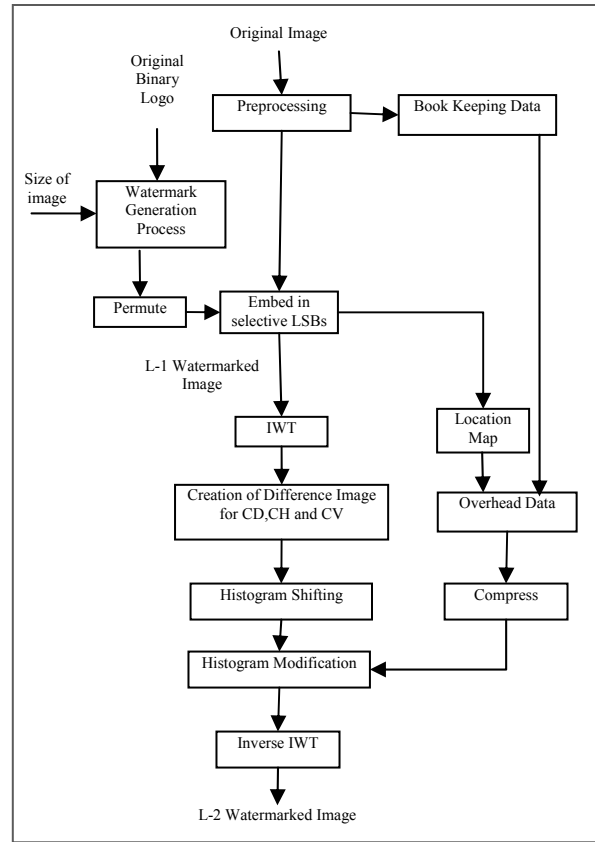 Original Image
Original
Binary
Logo
Preprocessing
Book Keeping Data
Size of
image
Watermark
Generation
Process
Permute
Embed in
selective LSBs
L-1 Watermarked
Image
Location
Map
IWT
Creation of Difference Image
for CD,CH and CV
Overhead Data
Histogram Shifting
Compress
Histogram Modification
Inverse IWT
L-2 Watermarked Image